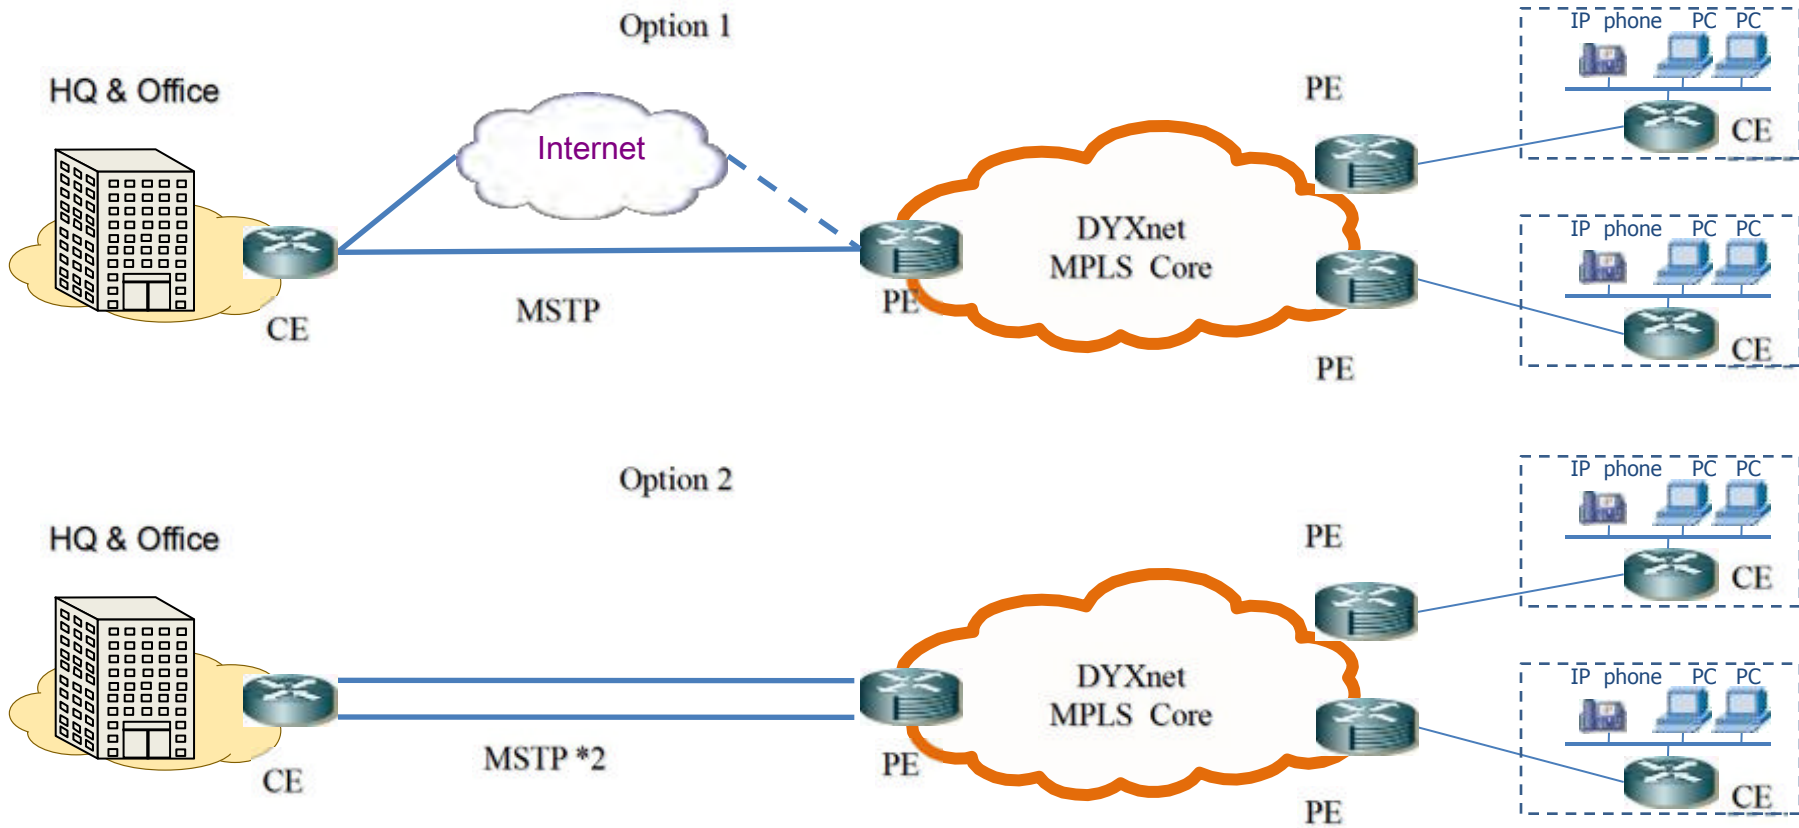 Option 1
IP phone PC PC
HQ & Office
PE
CE
Internet
DYXnet
MPLS Core
IP phone PC PC
PE
MSTP
CE
PE
CE
Option 2
IP phone PC PC
HQ & Office
PE
CE
DYXnet
MPLS Core
IP phone PC PC
MSTP *2
PE
CE
CE
PE